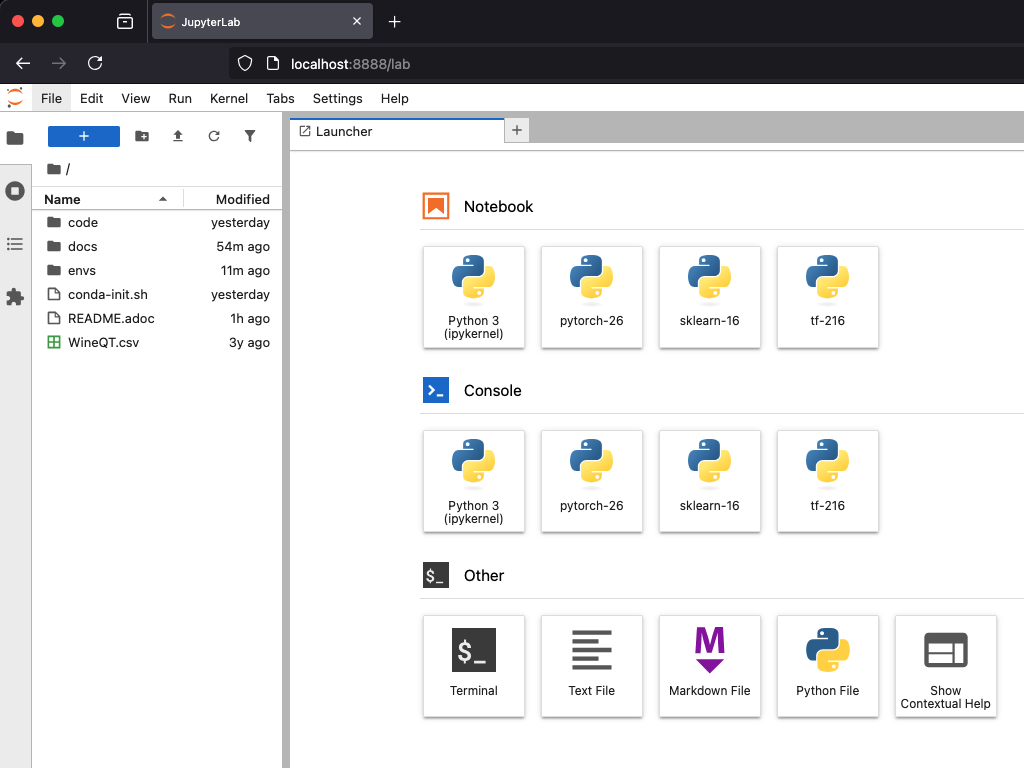 JupyterLab
localhost:8888/lab
File Edit View Run Kernel Tabs Settings Help
Launcher
/
Name Modified
code yesterday
docs 54m ago
envs 11m ago
conda-init.sh yesterday
README.adoc 1h ago
WineQT.csv 3y ago
Notebook
Python 3
(ipykernel)
pytorch-26
sklearn-16
tf-216
Console
Python 3
(ipykernel)
pytorch-26
sklearn-16
tf-216
$_ Other
$_
Terminal
Text File
M
Markdown File
Python File
Show
Contextual Help